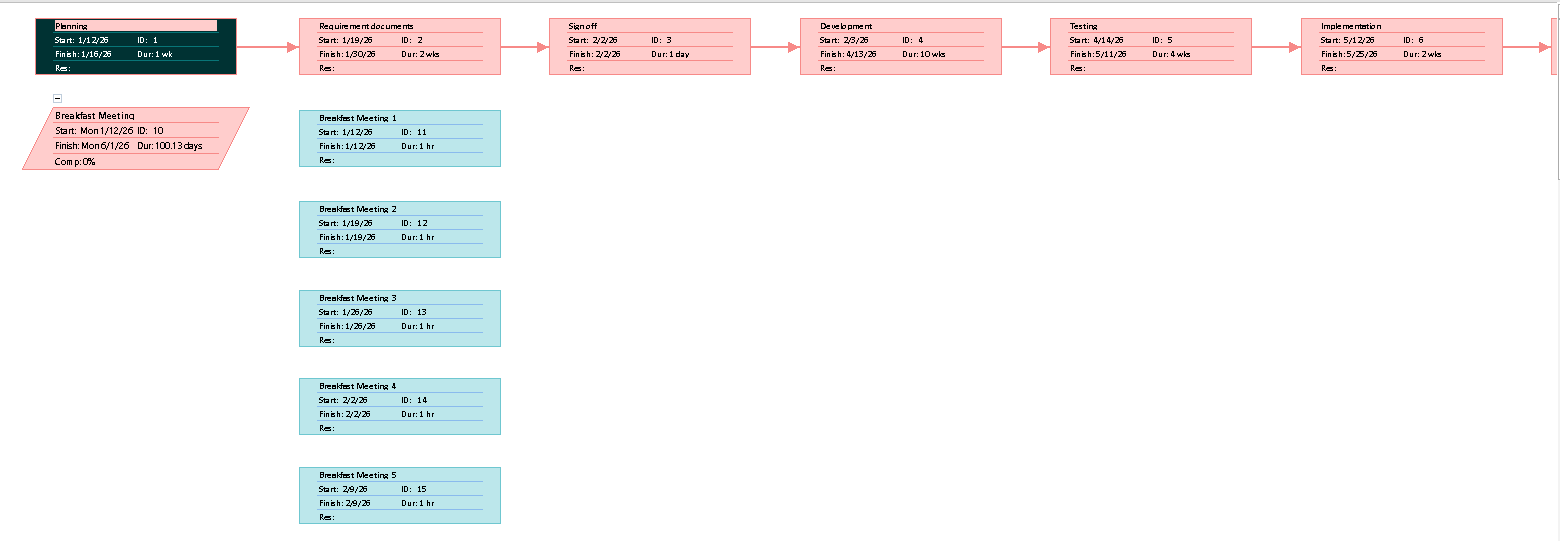 Planning
Start: 1/12/26 ID: 1
Finish: 1/16/26 Dur: 1 wk
Res:
Requirement documents
Start: 1/19/26 ID: 2
Finish: 1/30/26 Dur: 2 wks
Res:
Sign off
Start: 2/2/26 ID: 3
Finish: 2/2/26 Dur: 1 day
Res:
Development
Start: 2/3/26 ID: 4
Finish: 4/13/26 Dur: 10 wks
Res:
Testing
Start: 4/14/26 ID: 5
Finish: 5/11/26 Dur: 4 wks
Res:
Implementation
Start: 5/12/26 ID: 6
Finish: 5/25/26 Dur: 2 wks
Res:
Breakfast Meeting
Start: Mon 1/12/26 ID: 10
Finish: Mon 6/1/26 Dur: 100.13 days
Comp: 0%
Breakfast Meeting 1
Start: 1/12/26 ID: 11
Finish: 1/12/26 Dur: 1 hr
Res:
Breakfast Meeting 2
Start: 1/19/26 ID: 12
Finish: 1/19/26 Dur: 1 hr
Res:
Breakfast Meeting 3
Start: 1/26/26 ID: 13
Finish: 1/26/26 Dur: 1 hr
Res:
Breakfast Meeting 4
Start: 2/2/26 ID: 14
Finish: 2/2/26 Dur: 1 hr
Res:
Breakfast Meeting 5
Start: 2/9/26 ID: 15
Finish: 2/9/26 Dur: 1 hr
Res: